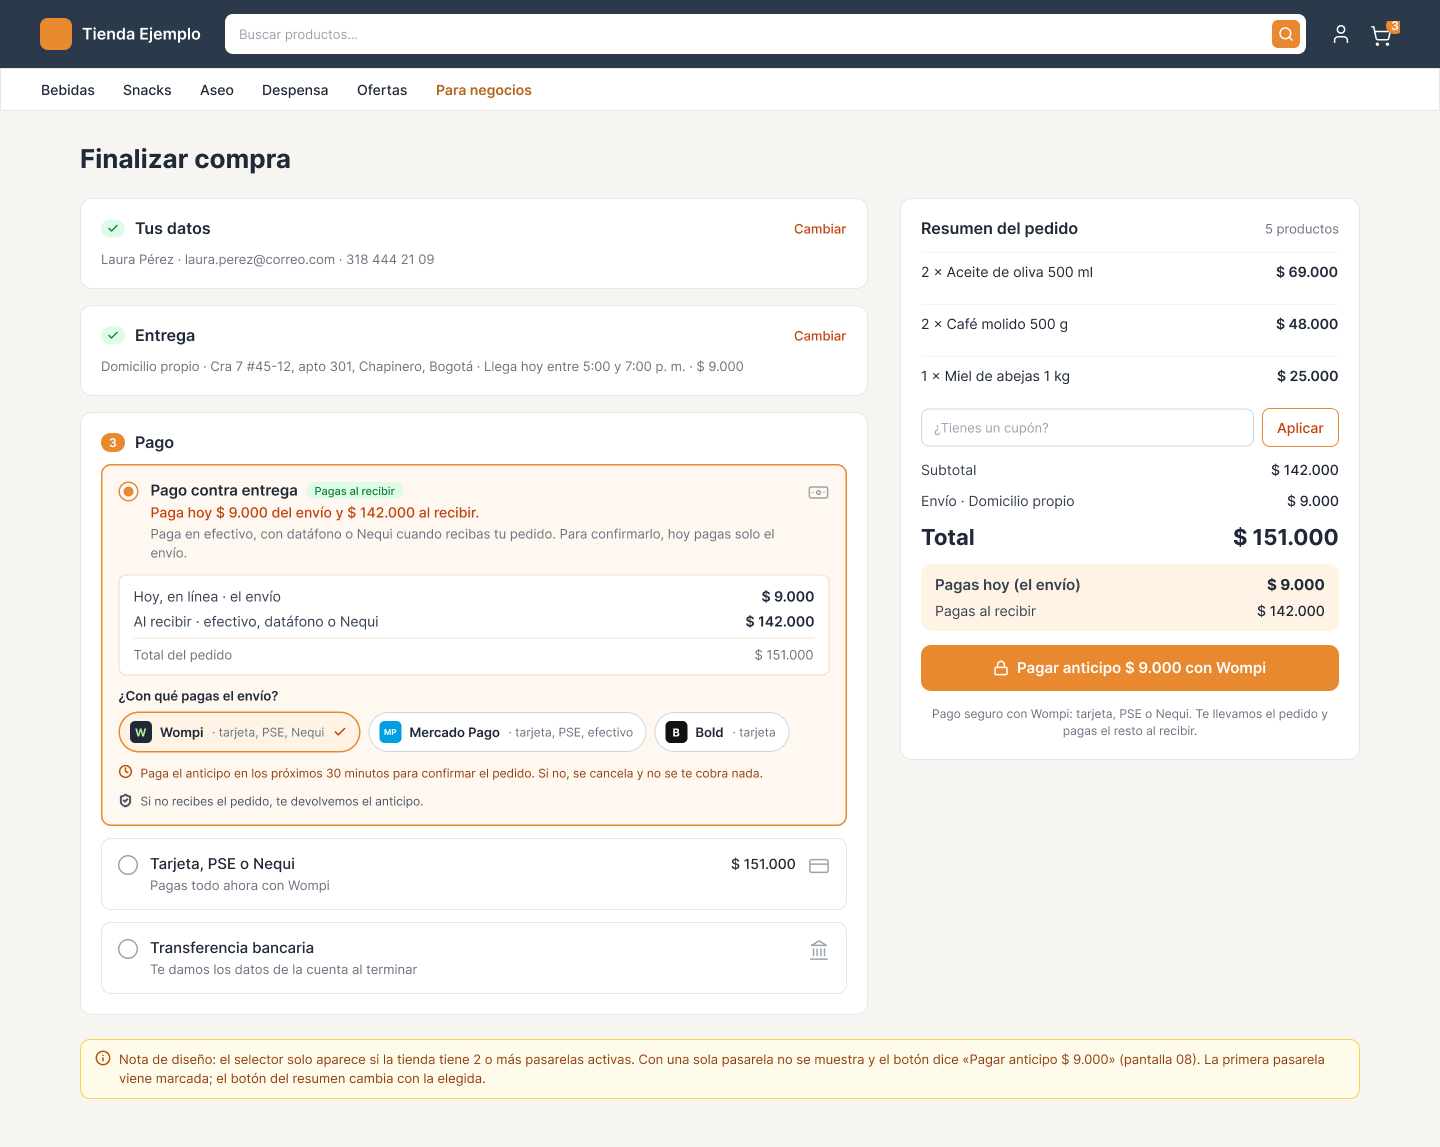 Tienda Ejemplo
Buscar productos...
3
Bebidas
Snacks
Aseo
Despensa
Ofertas
Para negocios
Finalizar compra
Tus datos
Cambiar
Laura Pérez · laura.perez@correo.com · 318 444 21 09
Entrega
Cambiar
Domicilio propio · Cra 7 #45-12, apto 301, Chapinero, Bogotá · Llega hoy entre 5:00 y 7:00 p. m. · $ 9.000
3 Pago
Pago contra entrega Pagas al recibir
Paga hoy $ 9.000 del envío y $ 142.000 al recibir.
Paga en efectivo, con datáfono o Nequi cuando recibas tu pedido. Para confirmarlo, hoy pagas solo el
envío.
Hoy, en línea · el envío $ 9.000
Al recibir · efectivo, datáfono o Nequi $ 142.000
Total del pedido $ 151.000
¿Con qué pagas el envío?
W Wompi · tarjeta, PSE, Nequi
MP Mercado Pago · tarjeta, PSE, efectivo
B Bold · tarjeta
Paga el anticipo en los próximos 30 minutos para confirmar el pedido. Si no, se cancela y no se te cobra nada.
Si no recibes el pedido, te devolvemos el anticipo.
Tarjeta, PSE o Nequi $ 151.000
Pagas todo ahora con Wompi
Transferencia bancaria
Te damos los datos de la cuenta al terminar
Resumen del pedido 5 productos
2 × Aceite de oliva 500 ml $ 69.000
2 × Café molido 500 g $ 48.000
1 × Miel de abejas 1 kg $ 25.000
¿Tienes un cupón? Aplicar
Subtotal $ 142.000
Envío · Domicilio propio $ 9.000
Total $ 151.000
Pagas hoy (el envío) $ 9.000
Pagas al recibir $ 142.000
Pagar anticipo $ 9.000 con Wompi
Pago seguro con Wompi: tarjeta, PSE o Nequi. Te llevamos el pedido y
pagas el resto al recibir.
Nota de diseño: el selector solo aparece si la tienda tiene 2 o más pasarelas activas. Con una sola pasarela no se muestra y el botón dice «Pagar anticipo $ 9.000» (pantalla 08). La primera pasarela
viene marcada; el botón del resumen cambia con la elegida.